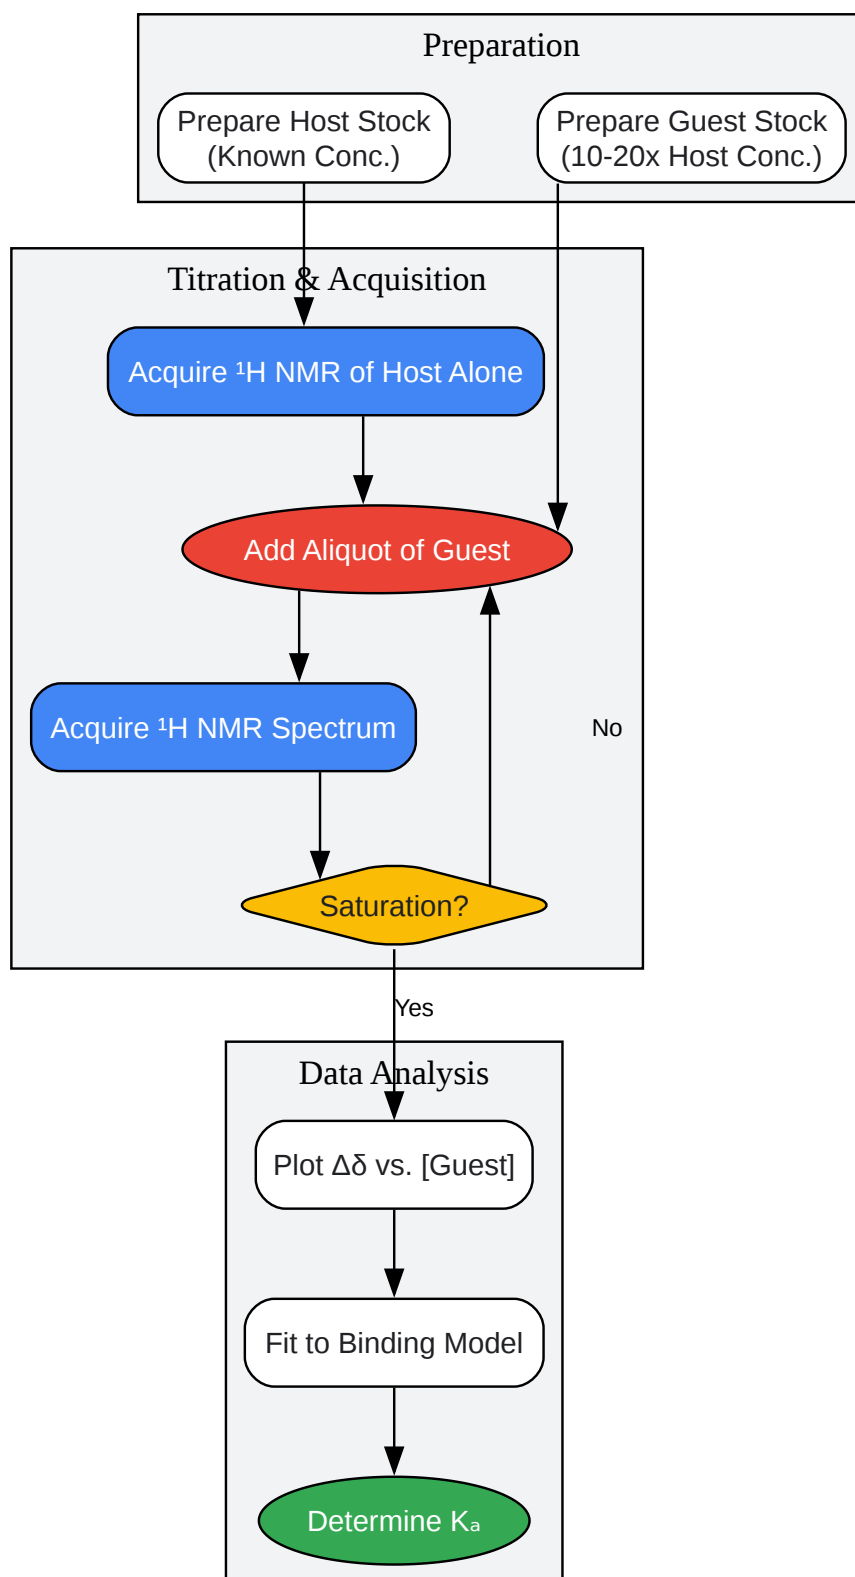 Preparation
Prepare Host Stock
(Known Conc.)
Prepare Guest Stock
(10-20x Host Conc.)
Titration & Acquisition
Acquire ¹H NMR of Host Alone
Add Aliquot of Guest
Acquire ¹H NMR Spectrum
No
Saturation?
Yes
Data Analysis
Plot Δδ vs. [Guest]
Fit to Binding Model
Determine Kₐ